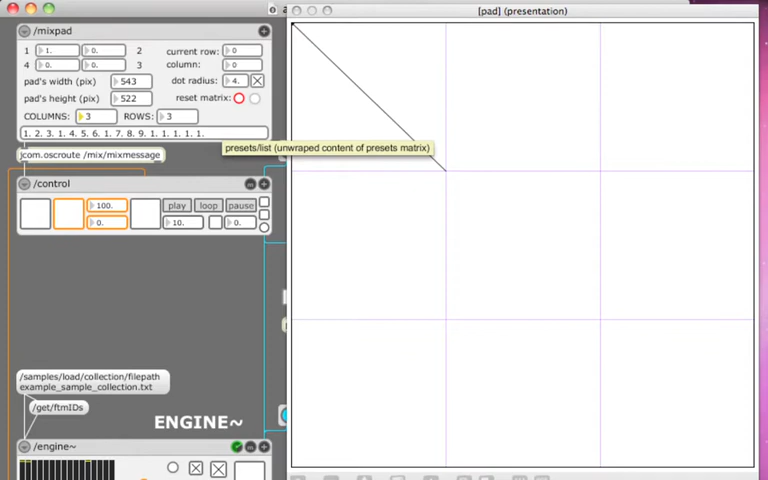 [pad] (presentation)
/mixpad
1 1. 0. 2
current row: 0
4 0. 0. 3
column: 0
pad's width (pix) 543
dot radius: 4.
pad's height (pix) 522
reset matrix:
COLUMNS: 3 ROWS: 3
1. 2. 3. 1. 4. 5. 6. 1. 7. 8. 9. 1. 1. 1. 1. 1.
presets/list (unwraped content of presets matrix)
jcom.oscroute /mix/mixmessage
/control
100. play loop pause
0. 10. 0.
/samples/load/collection/filepath
example_sample_collection.txt
/get/ftmIDs
ENGINE~
/engine~